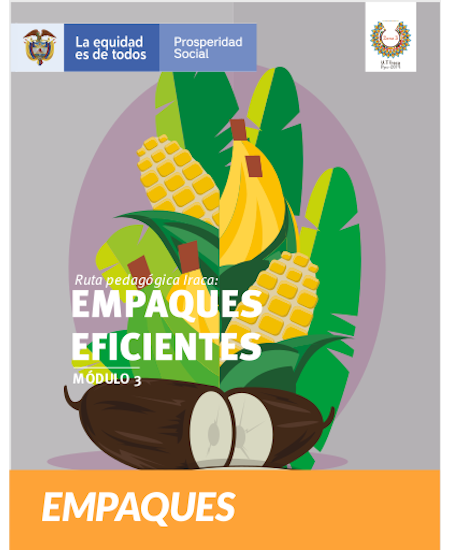 La equidad
es de todos
Prosperidad
Social
Ruta pedagógica Iraca:
EMPAQUES
EFICIENTES
MÓDULO 3
EMPAQUES